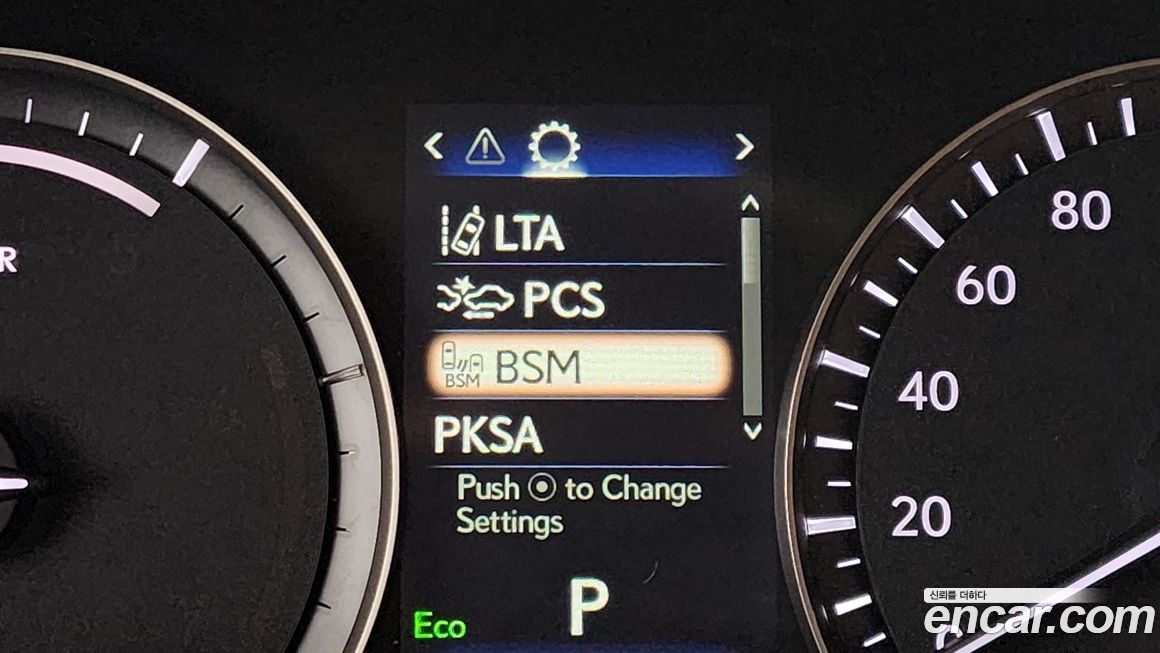 LTA
PCS
BSM BSM
PKSA
Push to Change
Settings
P
Eco
R
80
60
40
20
신뢰를 더하다
encar.com